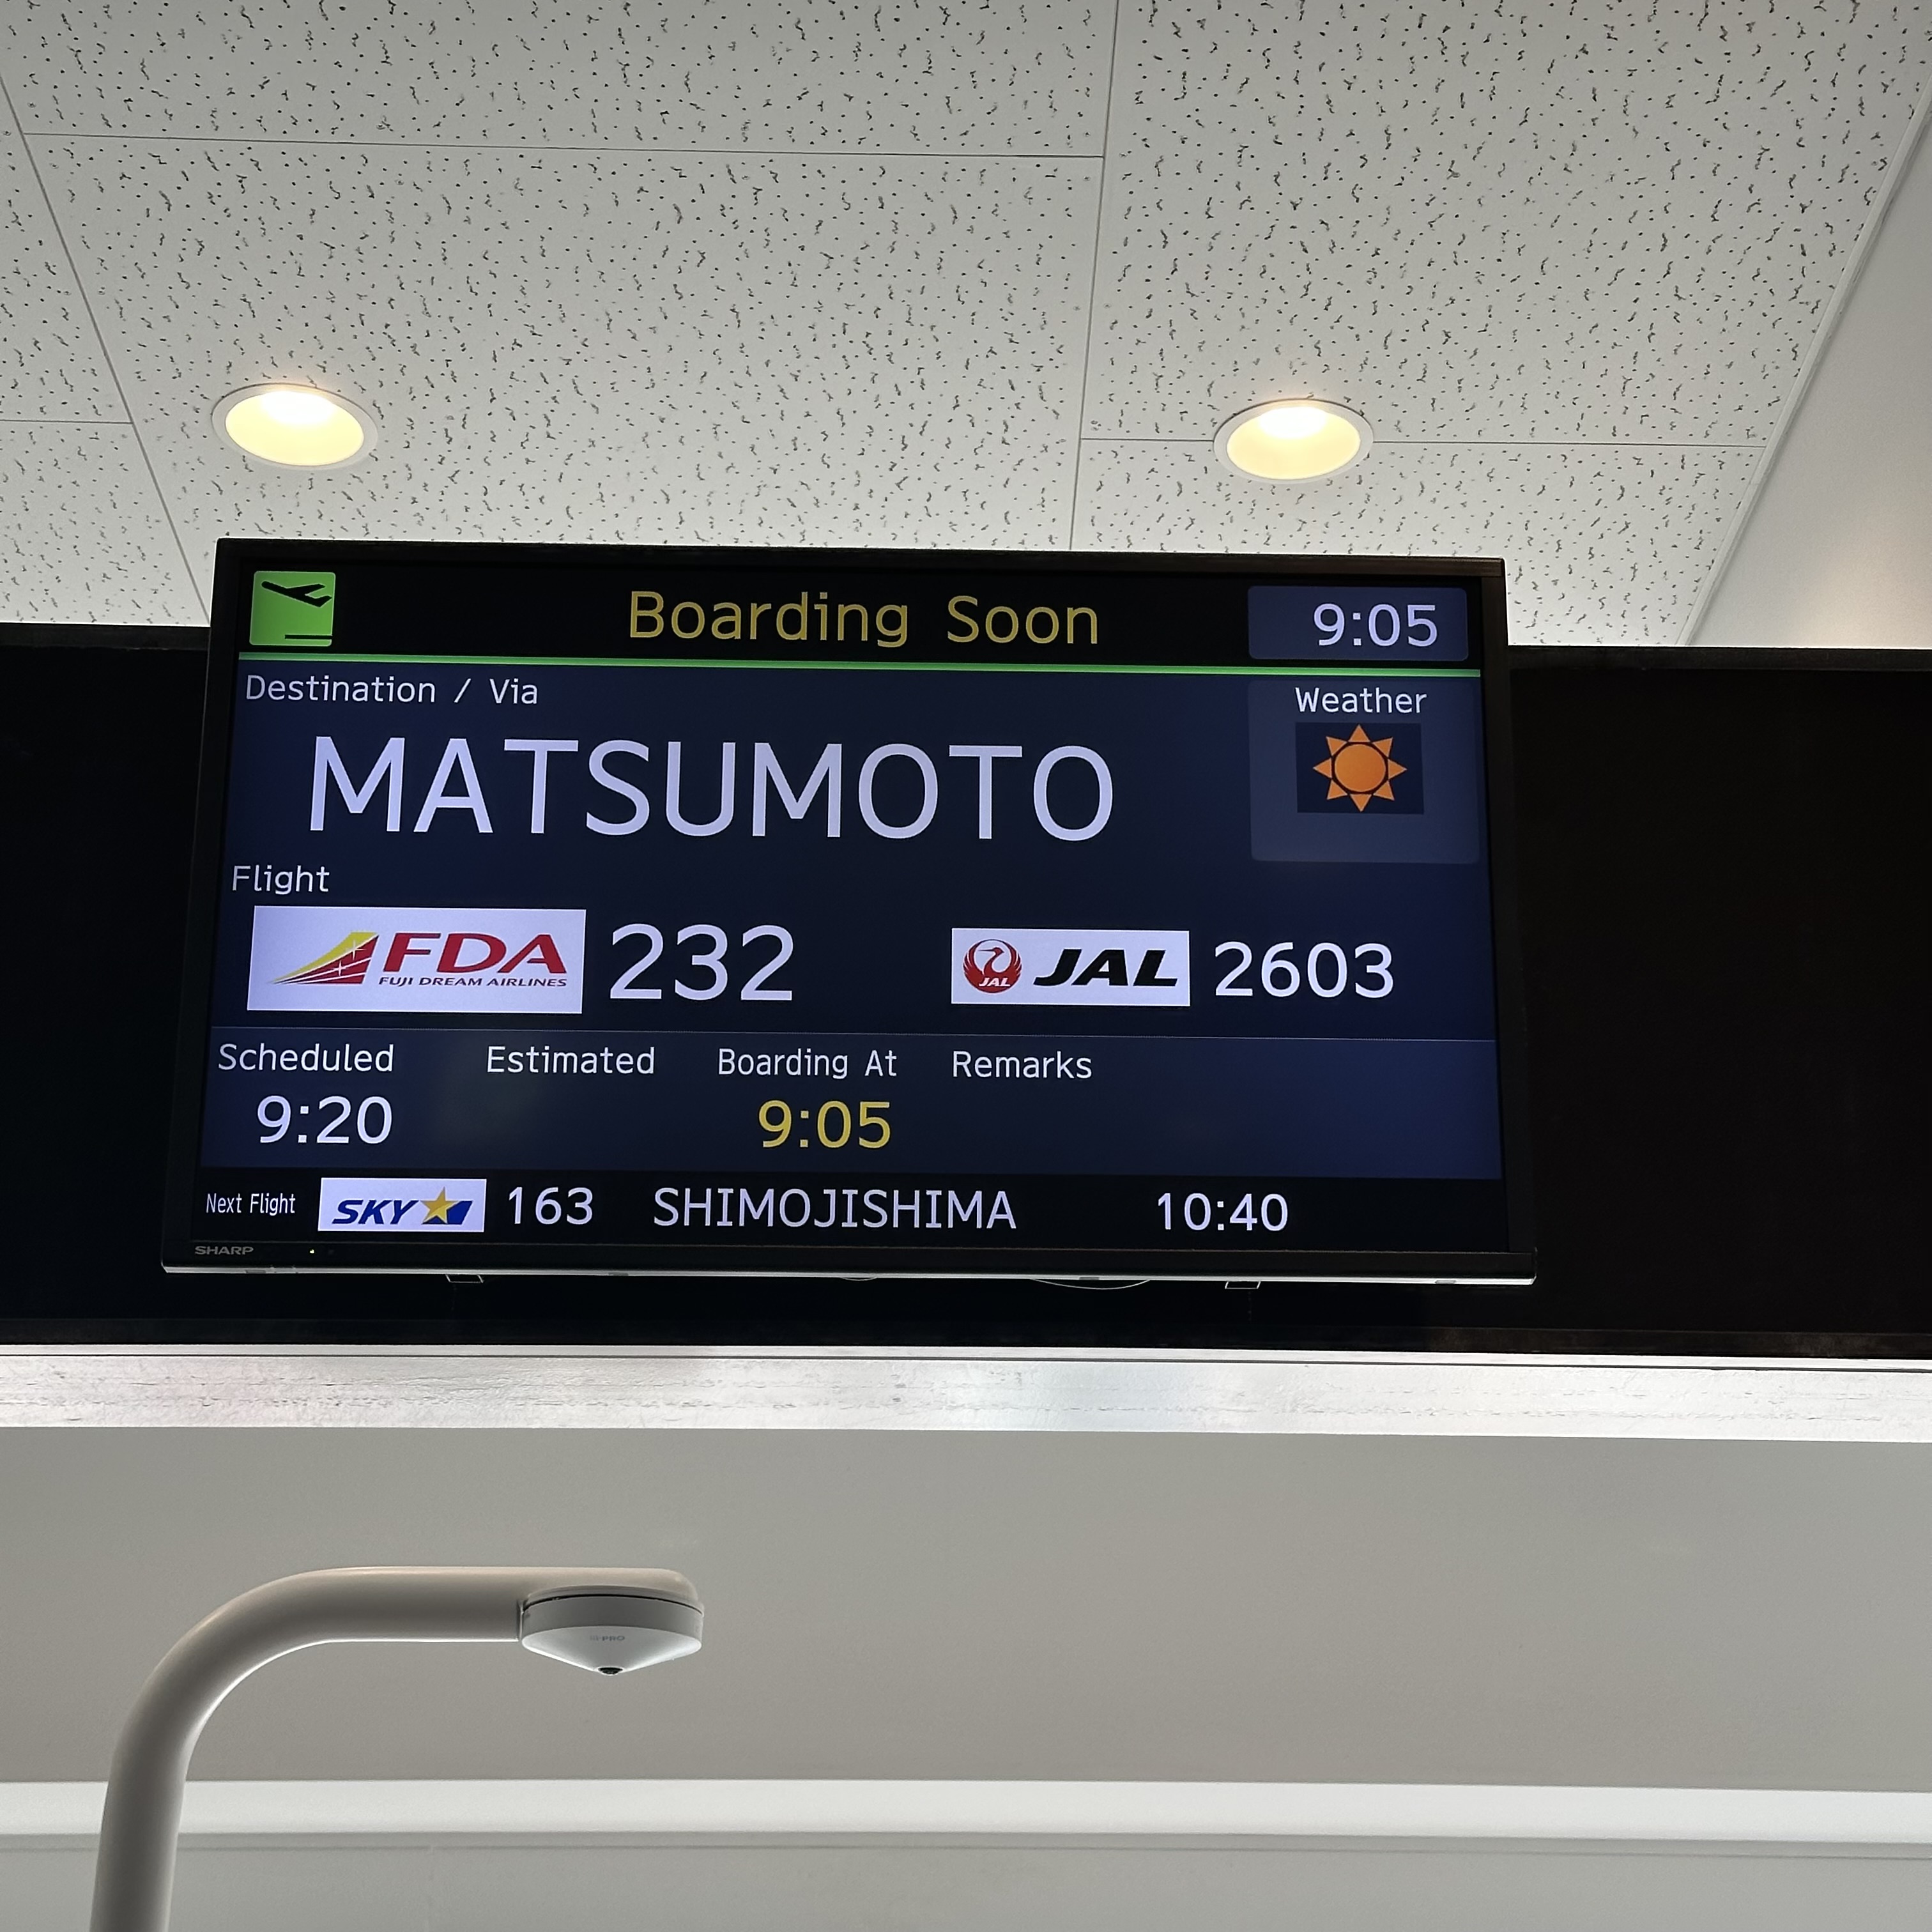 Boarding Soon 9:05
Destination / Via
Weather
MATSUMOTO
Flight
FDA FUJI DREAM AIRLINES 232 JAL JAL 2603
Scheduled Estimated Boarding At Remarks
9:20 9:05
Next Flight SKY 163 SHIMOJISHIMA 10:40
SHARP